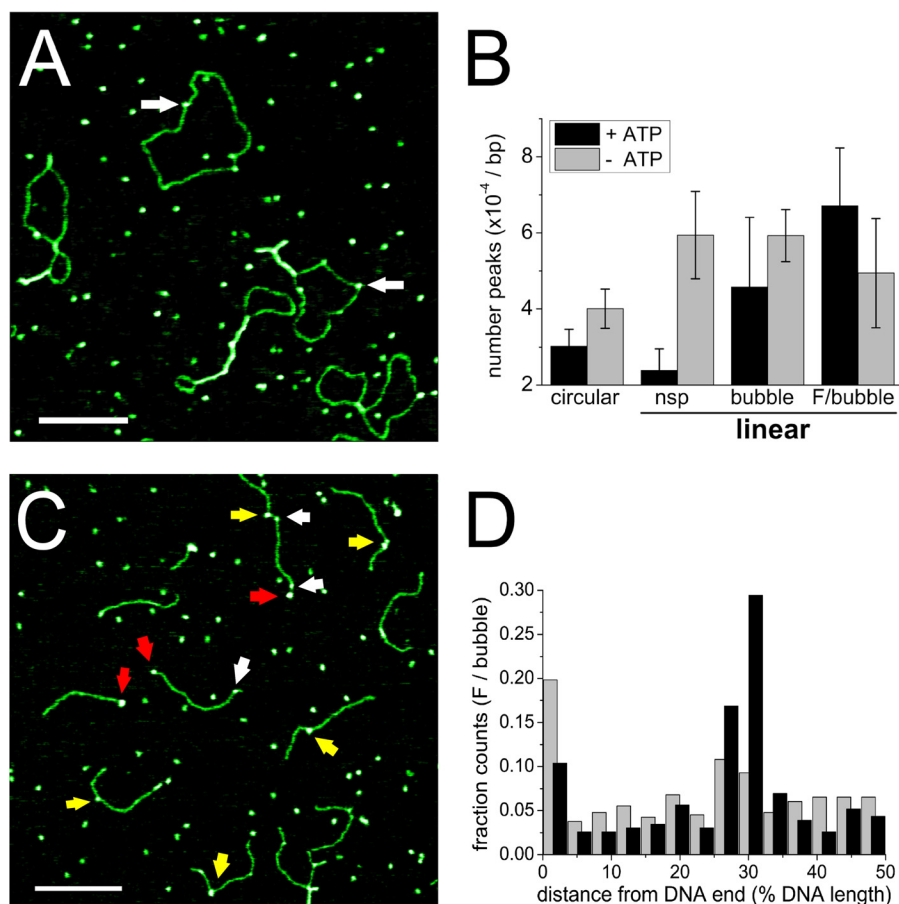 A
B
+ ATP
- ATP
number peaks (x10⁻⁴ / bp)
8
6
4
2
circular
nsp
bubble
F/bubble
linear
C
D
fraction counts (F / bubble)
0.30
0.25
0.20
0.15
0.10
0.05
0.00
0
10
20
30
40
50
distance from DNA end (% DNA length)